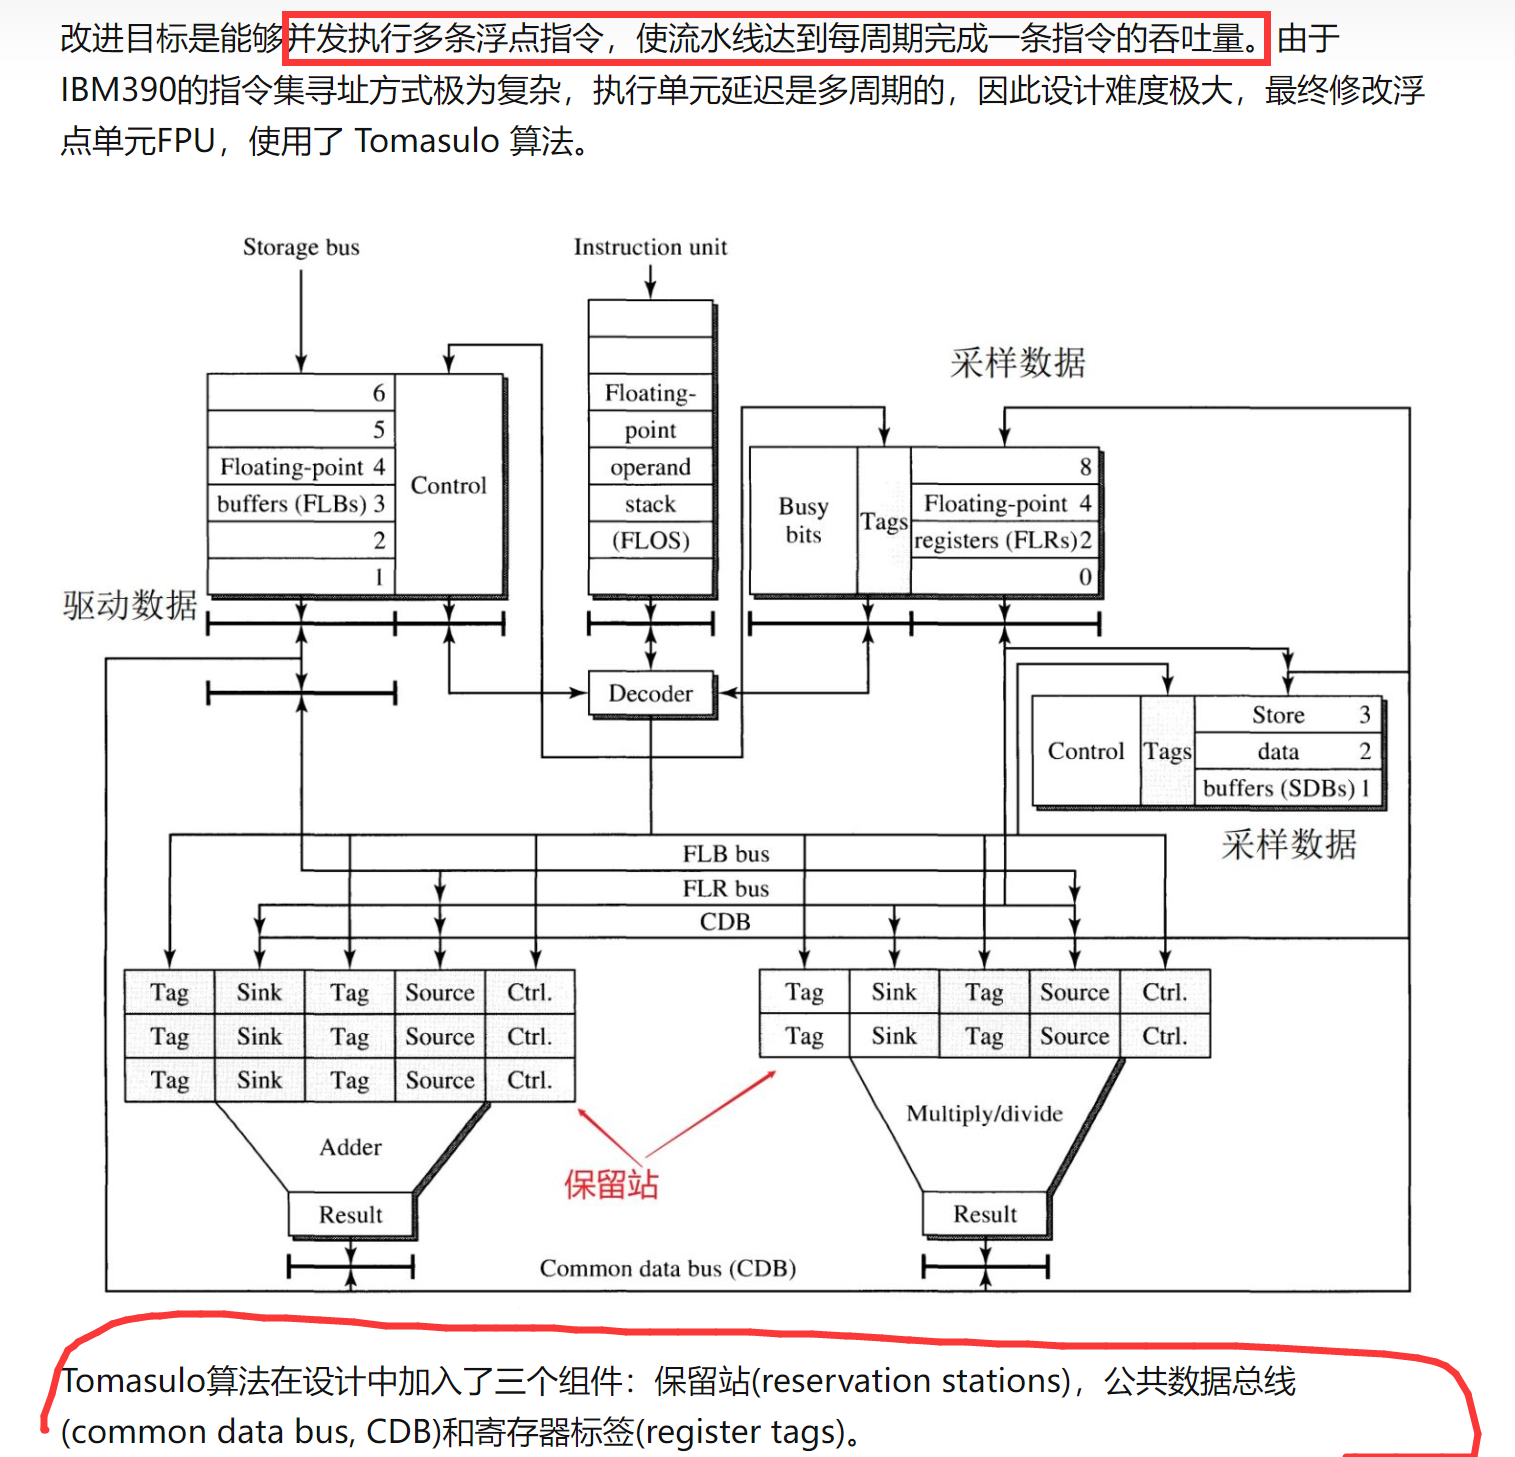 改进目标是能够并发执行多条浮点指令，使流水线达到每周期完成一条指令的吞吐量。由于
IBM390的指令集寻址方式极为复杂，执行单元延迟是多周期的，因此设计难度极大，最终修改浮
点单元FPU，使用了 Tomasulo 算法。
Storage bus
Instruction unit
采样数据
6
5
Floating-point 4
buffers (FLBs) 3
2
1
Control
Floating-
point
operand
stack
(FLOS)
Busy
bits
Tags
8
Floating-point 4
registers (FLRs) 2
0
驱动数据
Decoder
Control
Tags
Store 3
data 2
buffers (SDBs) 1
采样数据
FLB bus
FLR bus
CDB
Tag Sink Tag Source Ctrl.
Tag Sink Tag Source Ctrl.
Tag Sink Tag Source Ctrl.
Tag Sink Tag Source Ctrl.
Tag Sink Tag Source Ctrl.
Adder
Multiply/divide
保留站
Result
Result
Common data bus (CDB)
Tomasulo算法在设计中加入了三个组件：保留站(reservation stations)，公共数据总线
(common data bus, CDB)和寄存器标签(register tags)。